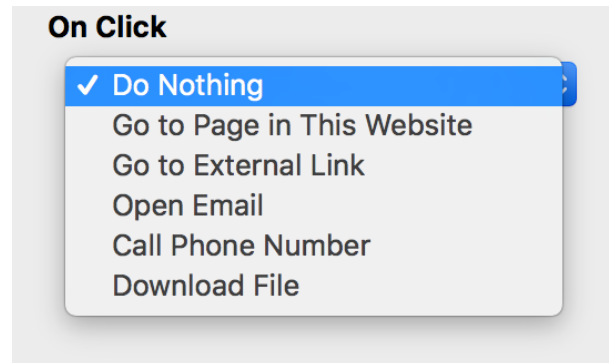 On Click
✓ Do Nothing
Go to Page in This Website
Go to External Link
Open Email
Call Phone Number
Download File